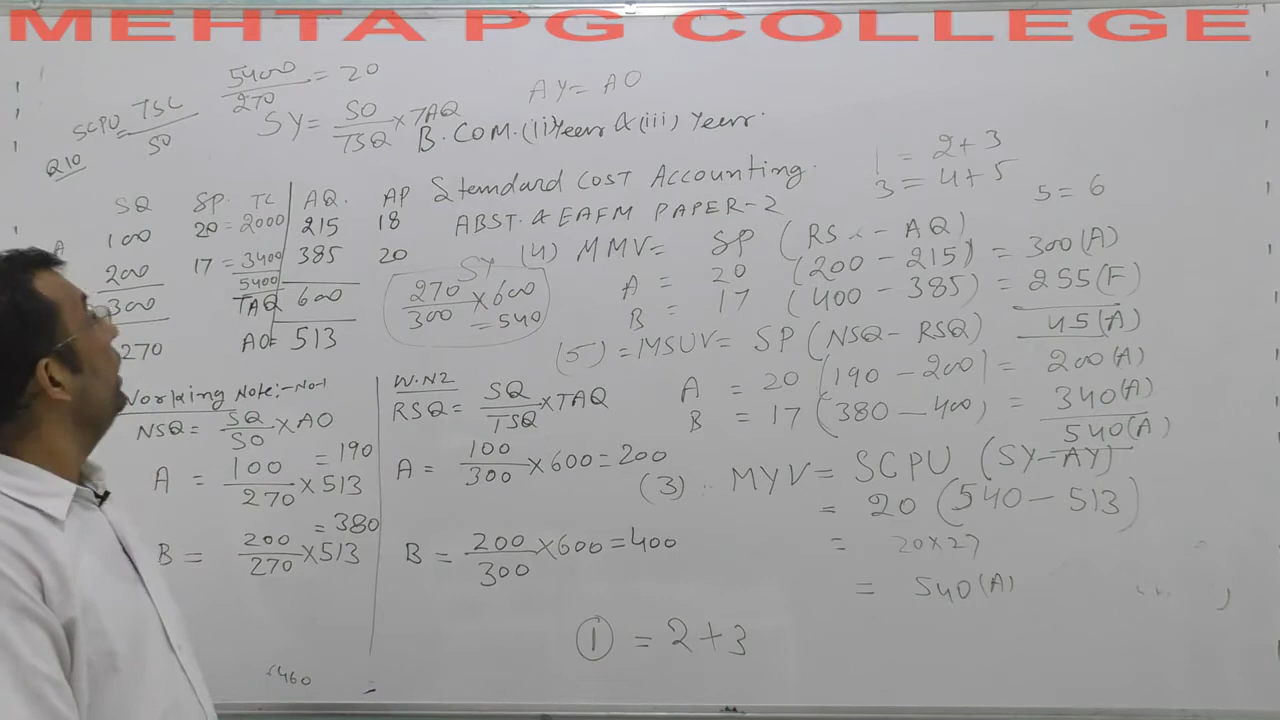 MEHTA PG COLLEGE
SCPU = TSC / SO
5400 / 270 = 20
SY = SO / TSQ × TAQ
AY = AO
B. COM. (ii) Year & (iii) Year.
Q10
Standard COST Accounting.
ABST. & EAFM PAPER-2
1 = 2+3
3 = 4+5
5 = 6
SQ SP. TC AQ. AP
A 100 20 = 2000 215 18
200 17 = 3400 385 20
300 5400 TAQ 600
270 AO = 513
SY
270 / 300 × 600
= 540
(4) MMV = SP (RS - AQ)
A = 20 (200 - 215) = 300 (A)
B = 17 (400 - 385) = 255 (F)
45 (A)
(5) = MSUV = SP (NSQ - RSQ)
A = 20 (190 - 200) = 200 (A)
B = 17 (380 - 400) = 340 (A)
540 (A)
Working Note:- No-1
NSQ = SQ / SO × AO
A = 100 / 270 × 513 = 190
B = 200 / 270 × 513 = 380
W.N2
RSQ = SQ / TSQ × TAQ
A = 100 / 300 × 600 = 200
B = 200 / 300 × 600 = 400
(3) MYV = SCPU (SY - AY)
= 20 (540 - 513)
= 20×27
= 540 (A)
① = 2+3